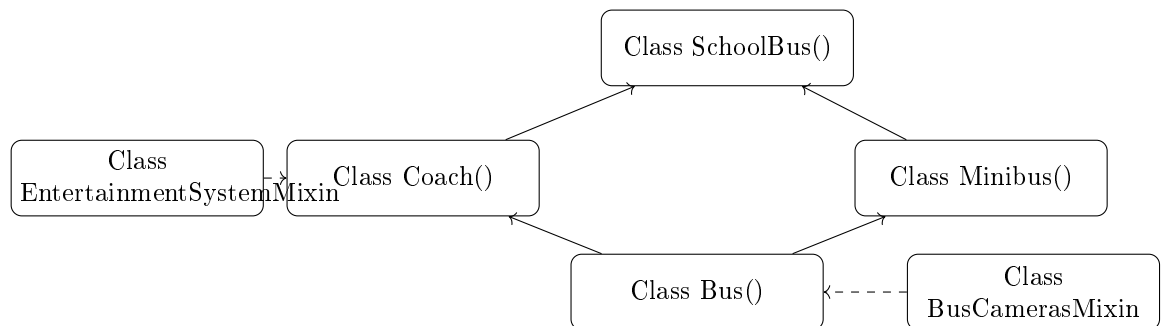 Class SchoolBus()
Class
EntertainmentSystemMixin
Class Coach()
Class Minibus()
Class Bus()
Class
BusCamerasMixin